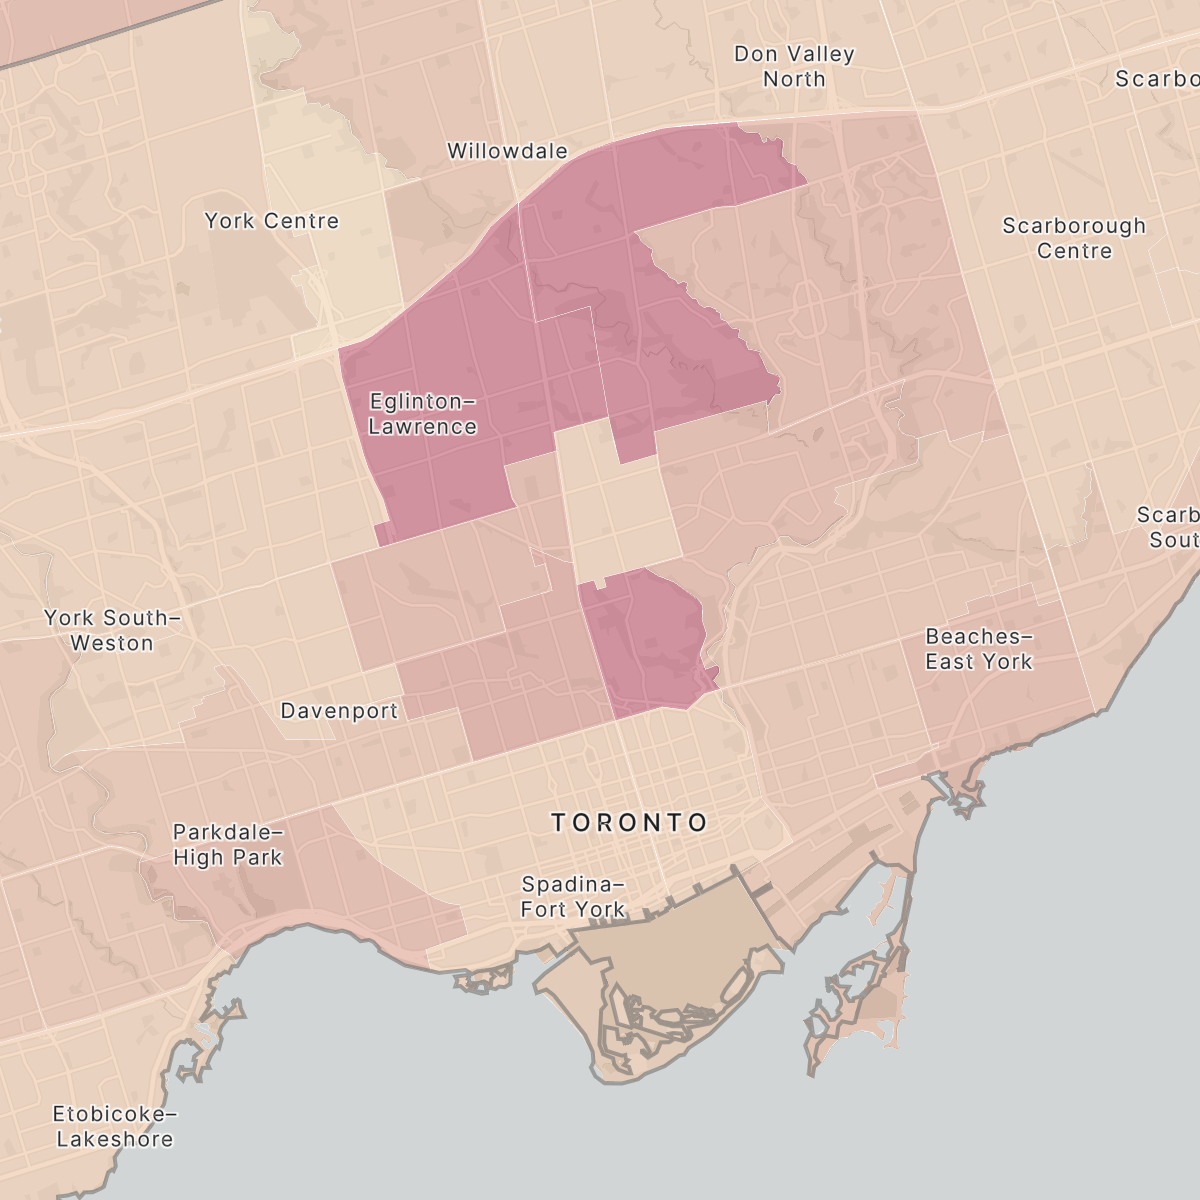 Don Valley
North
Scarbo
Willowdale
York Centre
Scarborough
Centre
Eglinton–
Lawrence
Scarb
Sout
York South–
Weston
Beaches–
East York
Davenport
TORONTO
Parkdale–
High Park
Spadina–
Fort York
Etobicoke–
Lakeshore